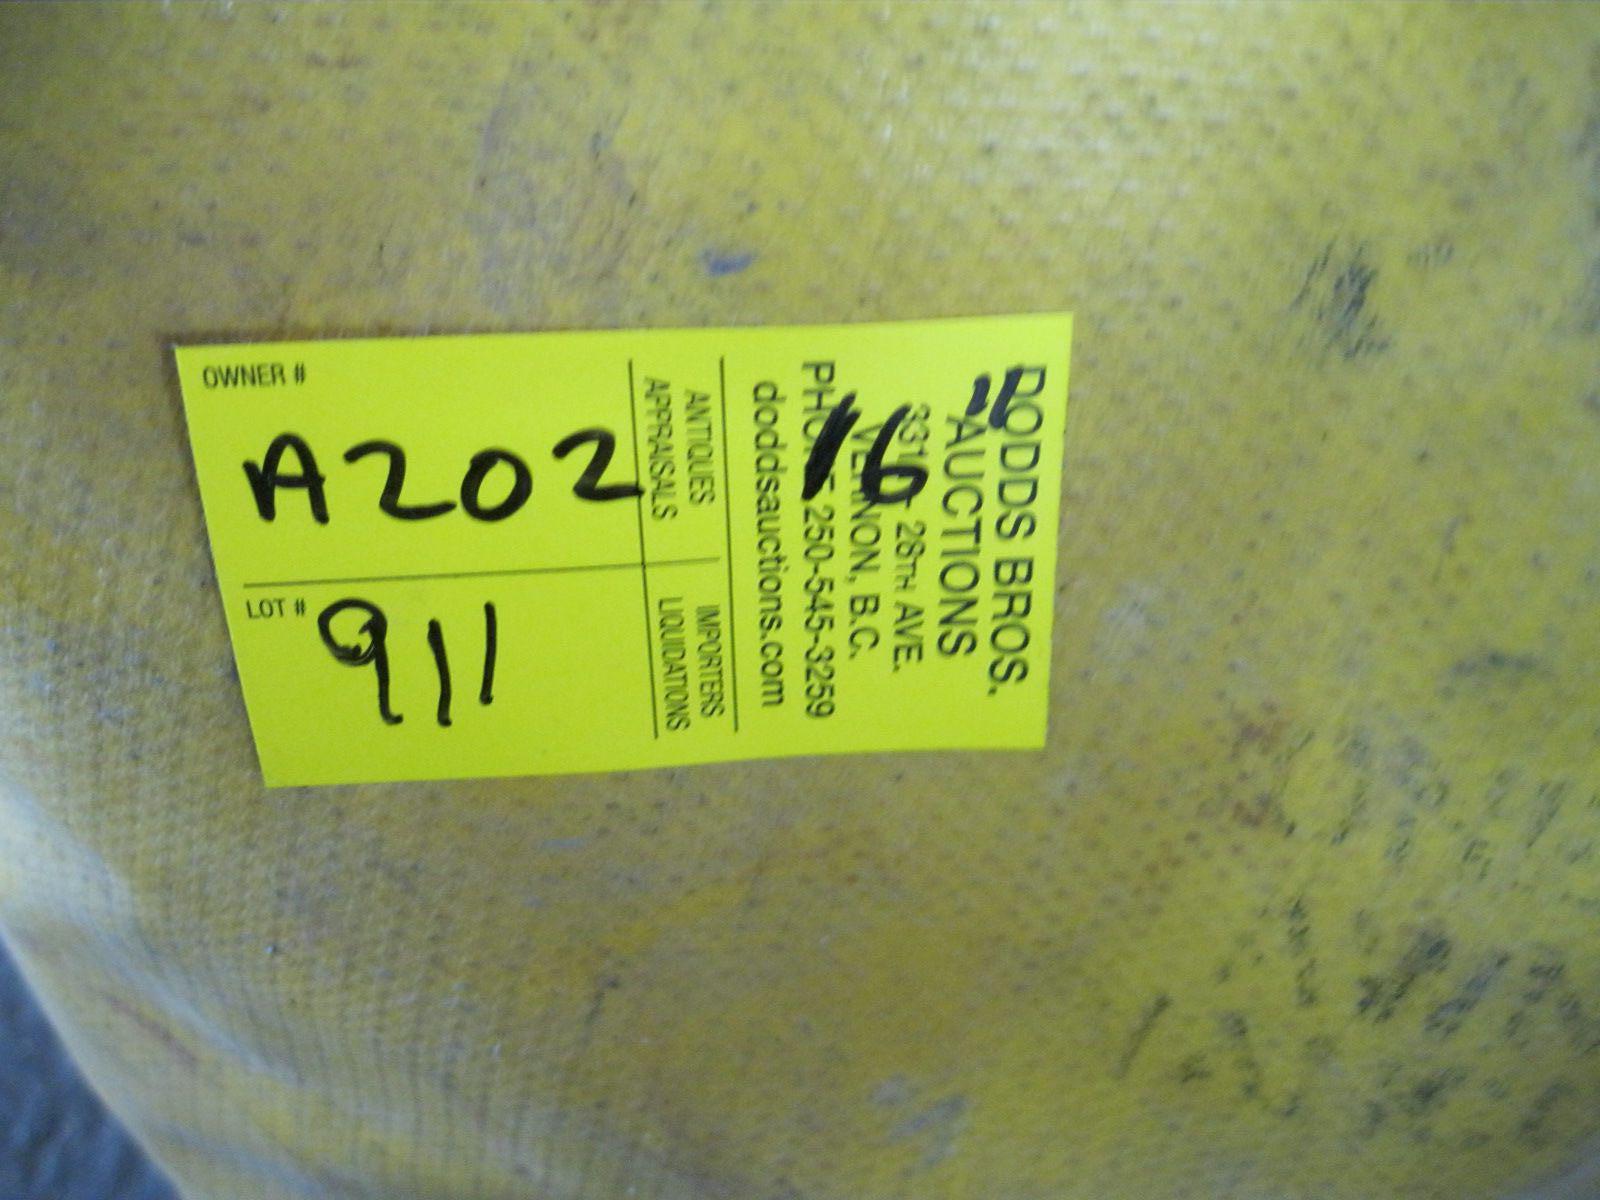 DODDS BROS.
AUCTIONS
28TH AVE.
VERNON, B.C.
PHONE 250-545-3259
doddsauctions.com
ANTIQUES
IMPORTERS
APPRAISALS
LIQUIDATIONS
16"
OWNER #
A202
LOT #
911